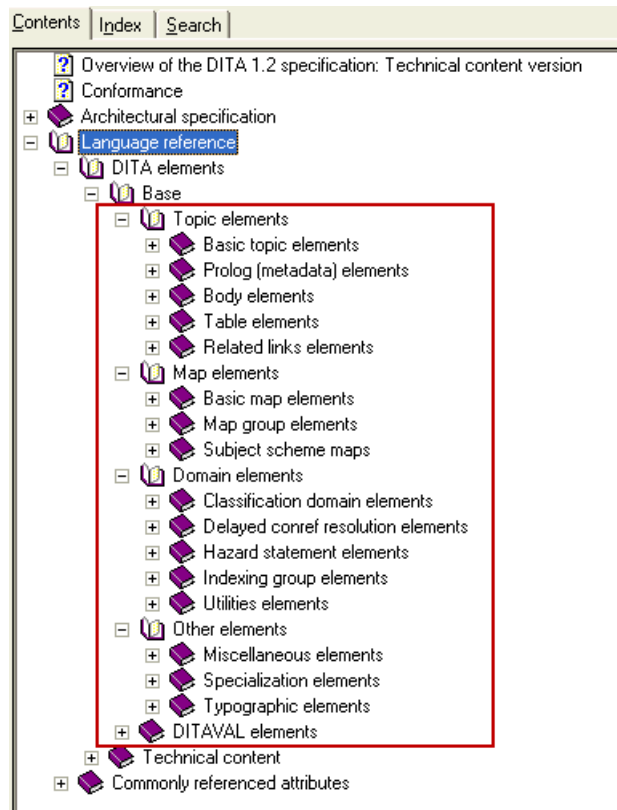 Contents Index Search
Overview of the DITA 1.2 specification: Technical content version
Conformance
Architectural specification
Language reference
DITA elements
Base
Topic elements
Basic topic elements
Prolog (metadata) elements
Body elements
Table elements
Related links elements
Map elements
Basic map elements
Map group elements
Subject scheme maps
Domain elements
Classification domain elements
Delayed conref resolution elements
Hazard statement elements
Indexing group elements
Utilities elements
Other elements
Miscellaneous elements
Specialization elements
Typographic elements
DITAVAL elements
Technical content
Commonly referenced attributes